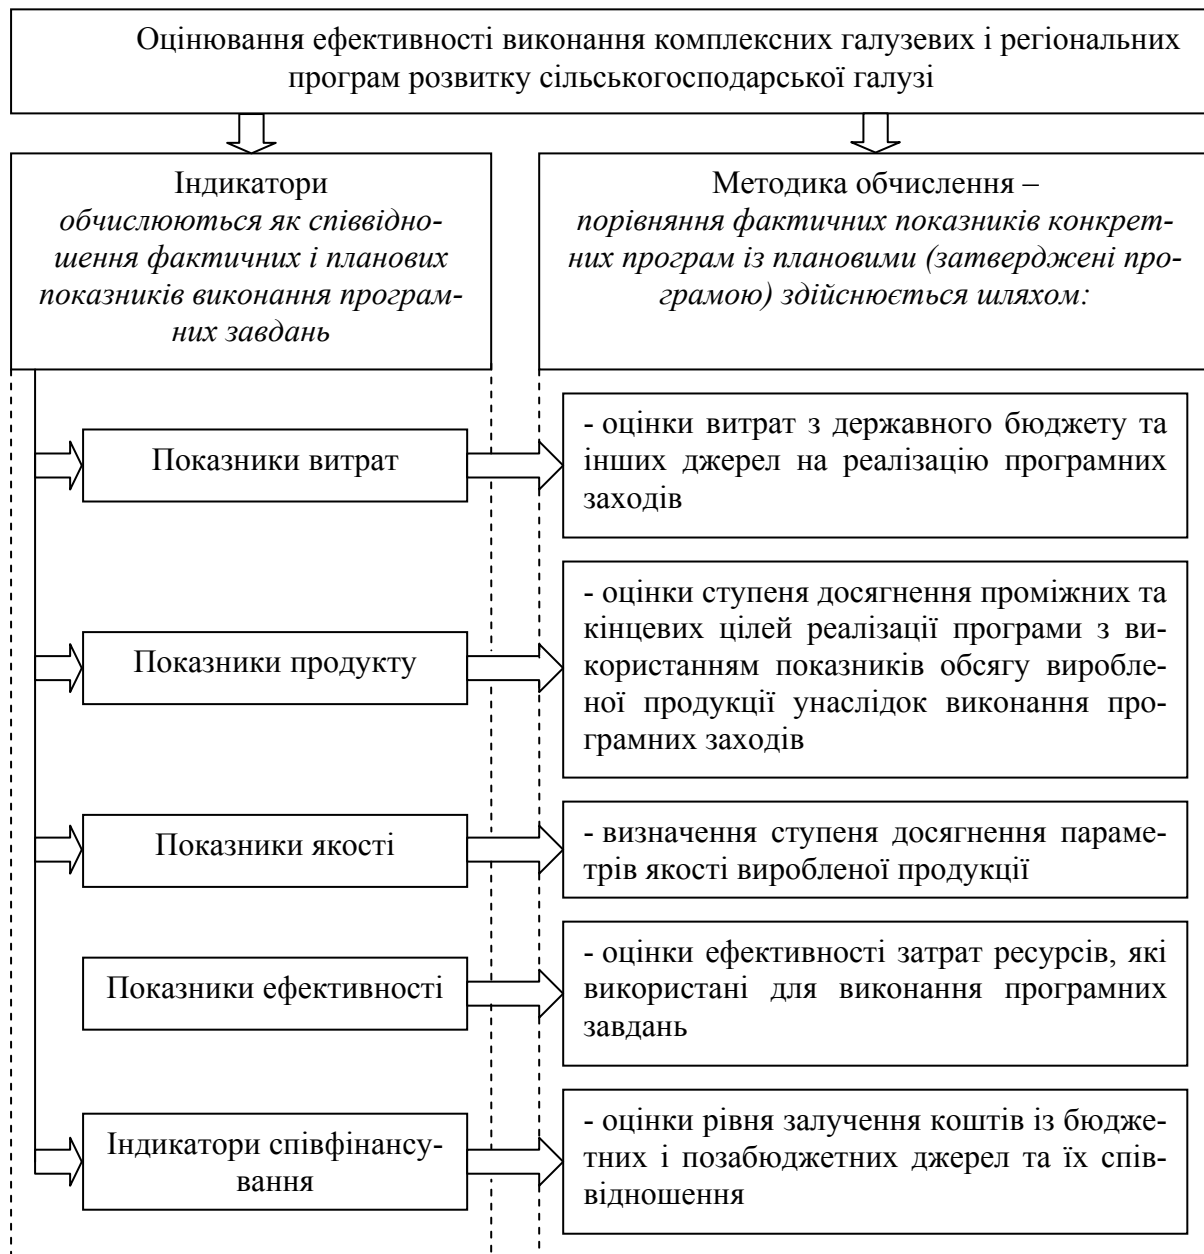 Оцінювання ефективності виконання комплексних галузевих і регіональних
програм розвитку сільськогосподарської галузі
Індикатори
обчислюються як співвідно-
шення фактичних і планових
показників виконання програм-
них завдань
Методика обчислення –
порівняння фактичних показників конкрет-
них програм із плановими (затверджені про-
грамою) здійснюється шляхом:
Показники витрат
- оцінки витрат з державного бюджету та
інших джерел на реалізацію програмних
заходів
Показники продукту
- оцінки ступеня досягнення проміжних та
кінцевих цілей реалізації програми з ви-
користанням показників обсягу виробле-
ної продукції унаслідок виконання про-
грамних заходів
Показники якості
- визначення ступеня досягнення параме-
трів якості виробленої продукції
Показники ефективності
- оцінки ефективності затрат ресурсів, які
використані для виконання програмних
завдань
Індикатори співфінансу-
вання
- оцінки рівня залучення коштів із бюдже-
тних і позабюджетних джерел та їх спів-
відношення